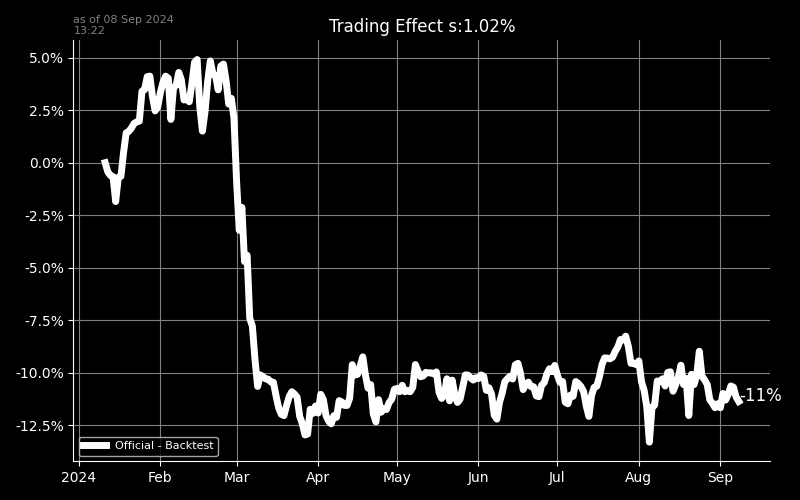 as of 08 Sep 2024
13:22
Trading Effect s:1.02%
5.0%
2.5%
0.0%
-2.5%
-5.0%
-7.5%
-10.0%
-12.5%
-11%
Official - Backtest
2024 Feb Mar Apr May Jun Jul Aug Sep